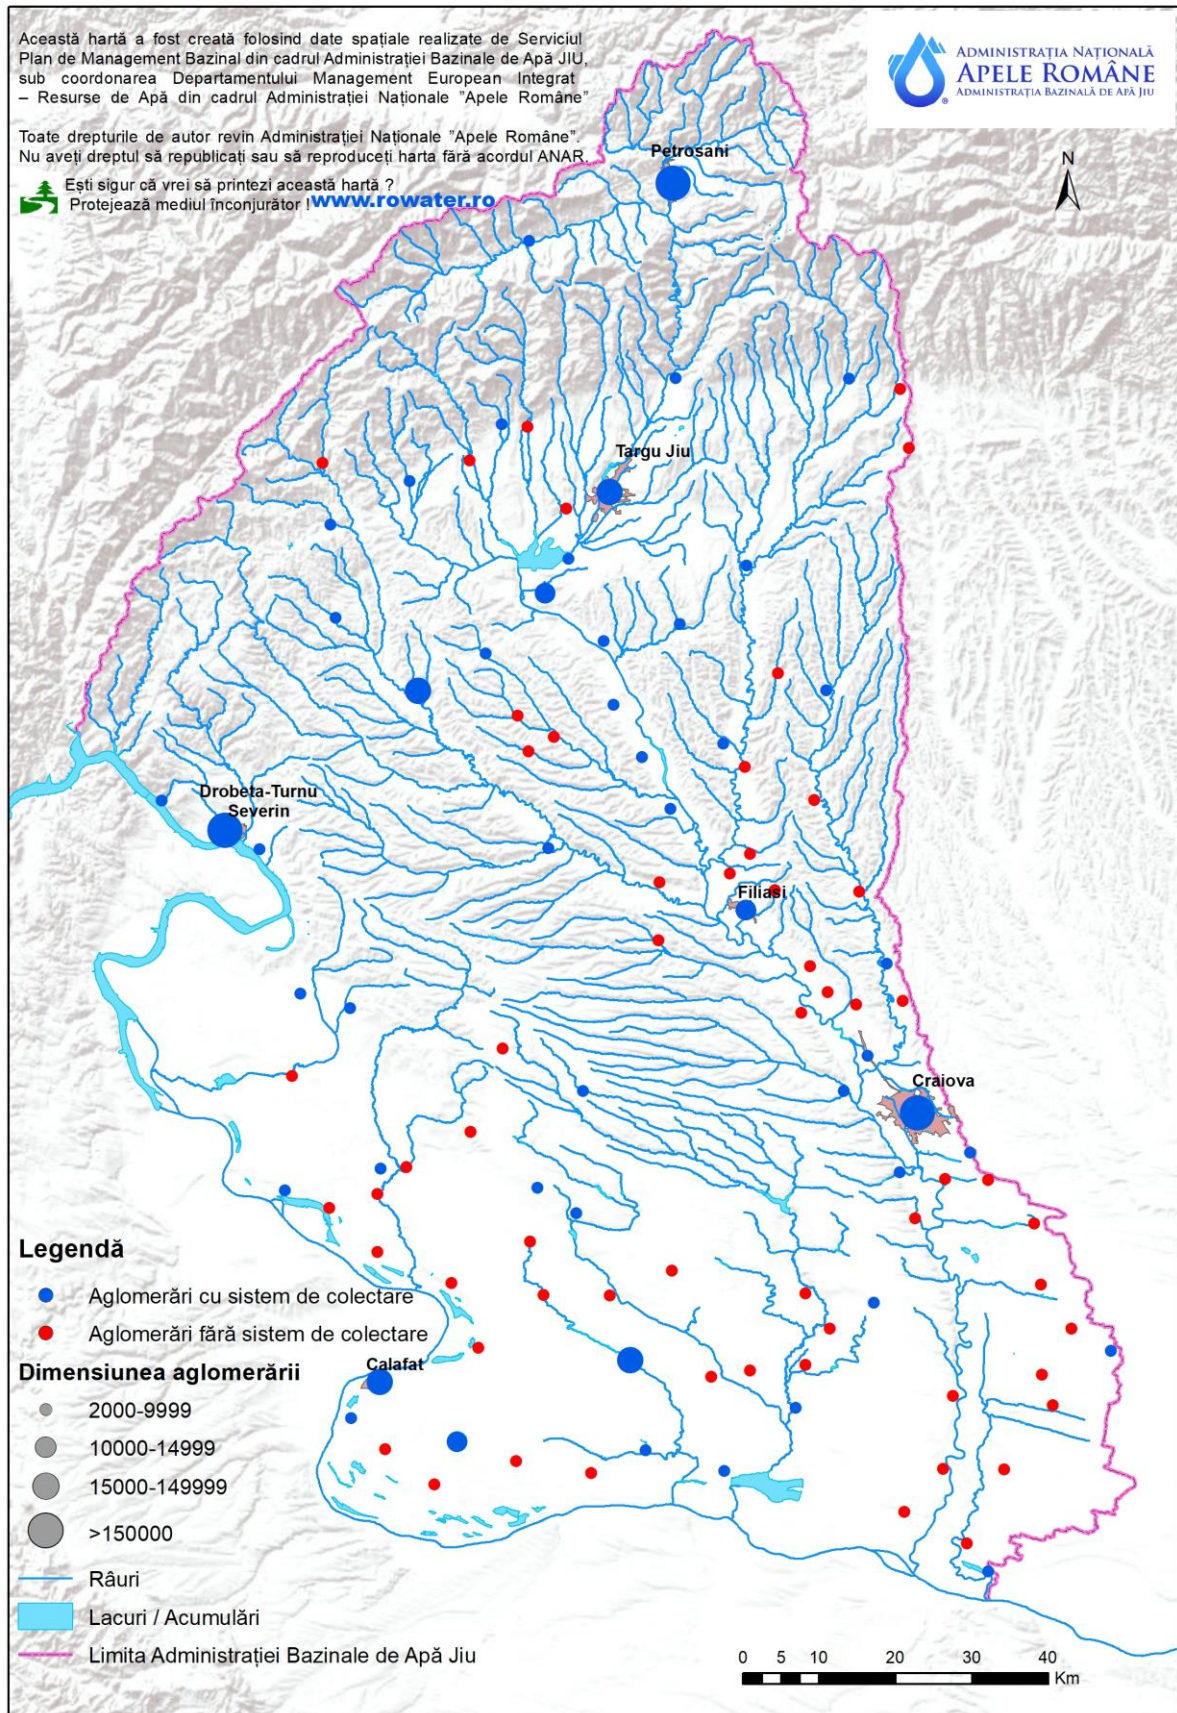 Această hartă a fost creată folosind date spațiale realizate de Serviciul
Plan de Management Bazinal din cadrul Administrației Bazinale de Apă JIU,
sub coordonarea Departamentului Management European Integrat
– Resurse de Apă din cadrul Administrației Naționale ”Apele Române”
Toate drepturile de autor revin Administrației Naționale ”Apele Române”.
Nu aveți dreptul să republicați sau să reproduceți harta fără acordul ANAR.
Ești sigur că vrei să printezi această hartă ?
Protejează mediul înconjurător ! www.rowater.ro
ADMINISTRAȚIA NAȚIONALĂ
APELE ROMÂNE
ADMINISTRAȚIA BAZINALĂ DE APĂ JIU
®
N
Petrosani
Targu Jiu
Drobeta-Turnu
Severin
Filiasi
Craiova
Calafat
Legendă
Aglomerări cu sistem de colectare
Aglomerări fără sistem de colectare
Dimensiunea aglomerării
2000-9999
10000-14999
15000-149999
>150000
Râuri
Lacuri / Acumulări
Limita Administrației Bazinale de Apă Jiu
0 5 10 20 30 40
Km